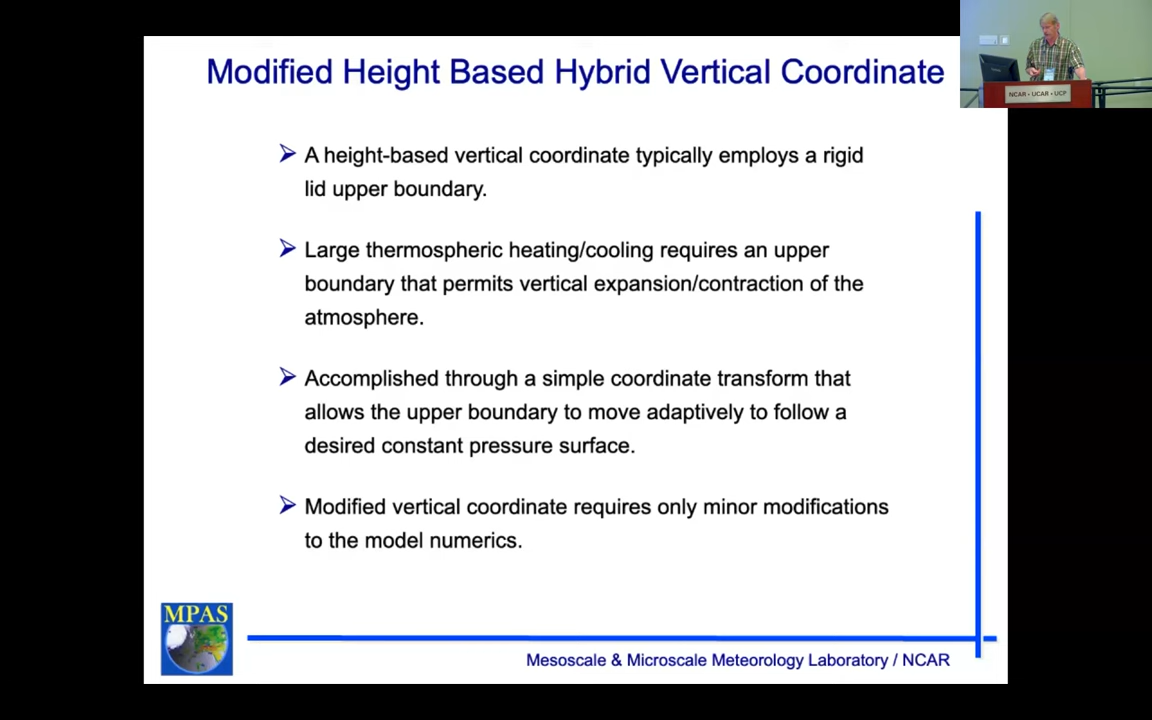 Modified Height Based Hybrid Vertical Coordinate
NCAR • UCAR • UCP
A height-based vertical coordinate typically employs a rigid
lid upper boundary.
Large thermospheric heating/cooling requires an upper
boundary that permits vertical expansion/contraction of the
atmosphere.
Accomplished through a simple coordinate transform that
allows the upper boundary to move adaptively to follow a
desired constant pressure surface.
Modified vertical coordinate requires only minor modifications
to the model numerics.
MPAS
Mesoscale & Microscale Meteorology Laboratory / NCAR